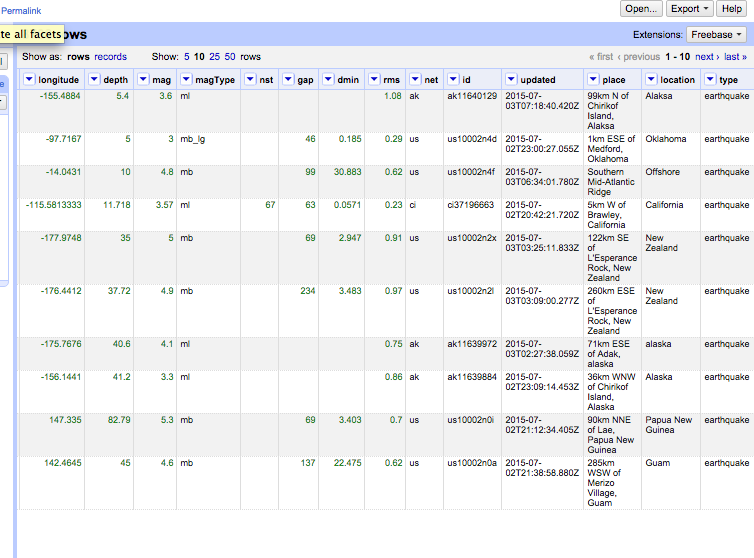 Permalink
Open... Export Help
te all facets
ows
Extensions: Freebase
Show as: rows records Show: 5 10 25 50 rows « first ‹ previous 1 - 10 next › last »
longitude depth mag magType nst gap dmin rms net id updated place location type
-155.4884 5.4 3.6 ml 1.08 ak ak11640129 2015-07- 99km N of Alaksa earthquake
03T07:18:40.420Z Chirikof
Island,
Alaksa
-97.7167 5 3 mb_lg 46 0.185 0.29 us us10002n4d 2015-07- 1km ESE of Oklahoma earthquake
02T23:00:27.055Z Medford,
Oklahoma
-14.0431 10 4.8 mb 99 30.883 0.62 us us10002n4f 2015-07- Southern Offshore earthquake
03T06:34:01.780Z Mid-Atlantic
Ridge
-115.5813333 11.718 3.57 ml 67 63 0.0571 0.23 ci ci37196663 2015-07- 5km W of California earthquake
02T20:42:21.720Z Brawley,
California
-177.9748 35 5 mb 69 2.947 0.91 us us10002n2x 2015-07- 122km SE New earthquake
03T03:25:11.833Z of Zealand
L'Esperance
Rock, New
Zealand
-176.4412 37.72 4.9 mb 234 3.483 0.97 us us10002n2l 2015-07- 260km ESE New earthquake
03T03:09:00.277Z of Zealand
L'Esperance
Rock, New
Zealand
-175.7676 40.6 4.1 ml 0.75 ak ak11639972 2015-07- 71km ESE alaska earthquake
03T02:27:38.059Z of Adak,
alaska
-156.1441 41.2 3.3 ml 0.86 ak ak11639884 2015-07- 36km WNW Alaska earthquake
02T23:09:14.453Z of Chirikof
Island,
Alaska
147.335 82.79 5.3 mb 69 3.403 0.7 us us10002n0i 2015-07- 90km NNE Papua New earthquake
02T21:12:34.405Z of Lae, Guinea
Papua New
Guinea
142.4645 45 4.6 mb 137 22.475 0.62 us us10002n0a 2015-07- 285km Guam earthquake
02T21:38:58.880Z WSW of
Merizo
Village,
Guam